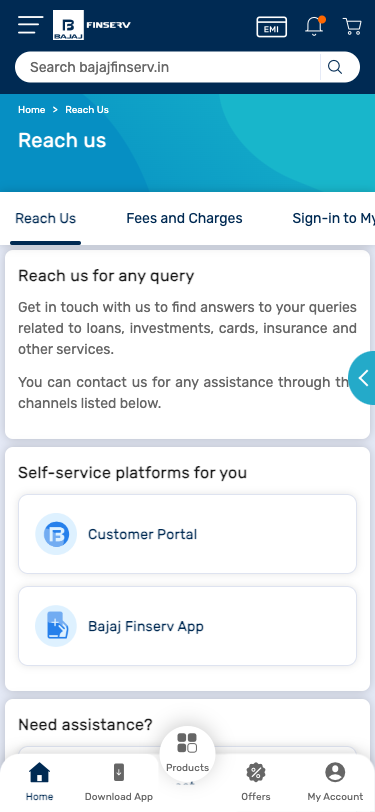 BAJAJ FINSERV
EMI
Search bajajfinserv.in
Home > Reach Us
Reach us
Reach Us Fees and Charges Sign-in to My
Reach us for any query
Get in touch with us to find answers to your queries
related to loans, investments, cards, insurance and
other services.
You can contact us for any assistance through
channels listed below.
Self-service platforms for you
Customer Portal
Bajaj Finserv App
Need assistance?
Products
Home Download App Offers My Account